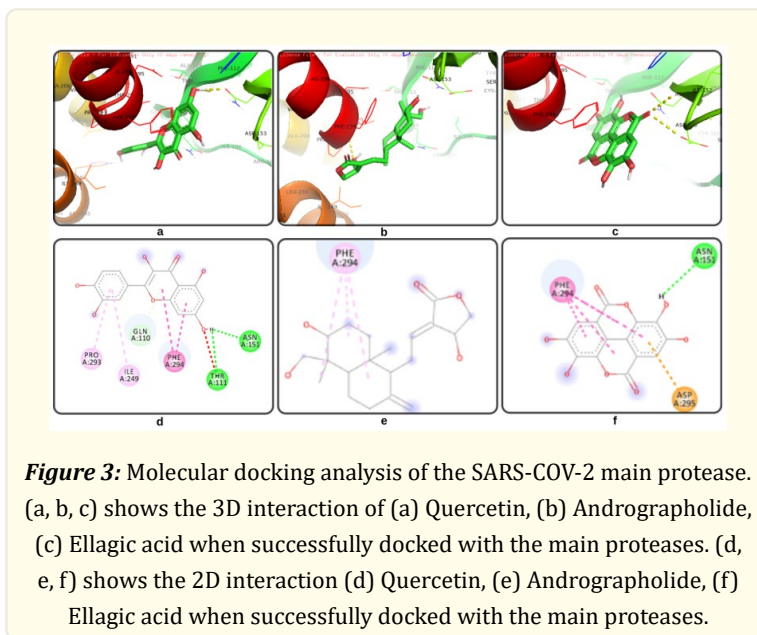 a
b
c
PHE
A:294
ASN
A:151
PHE
A:294
GLN
A:110
PRO
A:293
ILE
A:249
PHE
A:294
ASN
A:151
THR
A:111
ASP
A:295
d
e
f
Figure 3: Molecular docking analysis of the SARS-COV-2 main protease.
(a, b, c) shows the 3D interaction of (a) Quercetin, (b) Andrographolide,
(c) Ellagic acid when successfully docked with the main proteases. (d,
e, f) shows the 2D interaction (d) Quercetin, (e) Andrographolide, (f)
Ellagic acid when successfully docked with the main proteases.